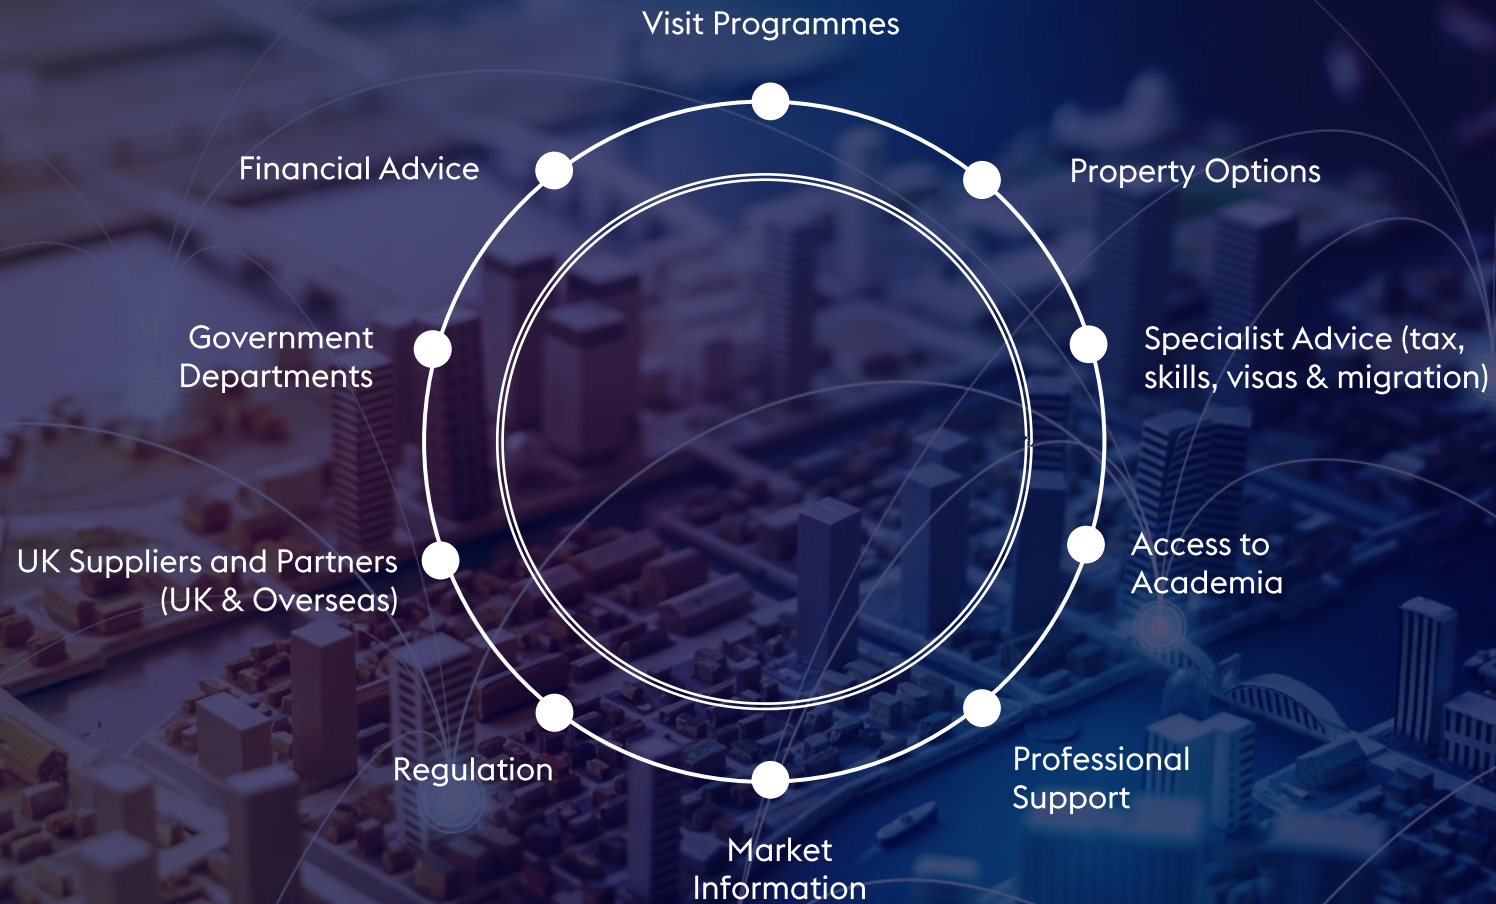 Visit Programmes
Financial Advice
Property Options
Government
Departments
Specialist Advice (tax,
skills, visas & migration)
UK Suppliers and Partners
(UK & Overseas)
Access to
Academia
Regulation
Professional
Support
Market
Information